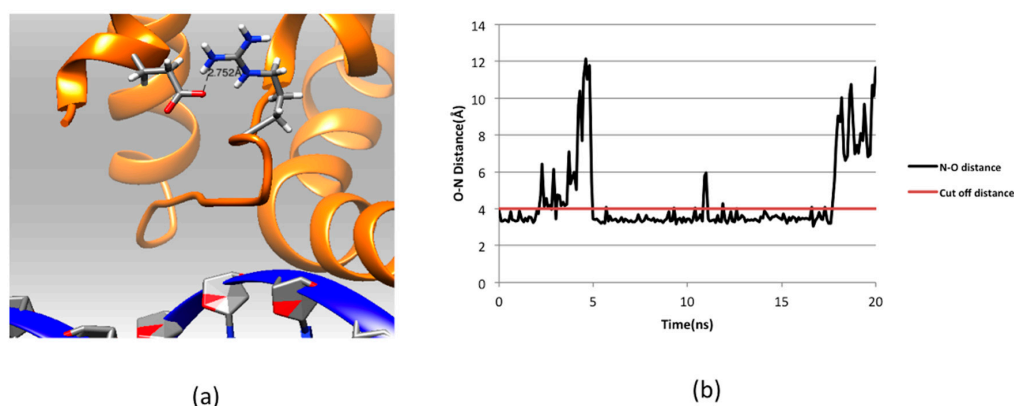 2.752Å
(a)
(b)
O-N Distance(Å)
14
12
10
8
6
4
2
0
0
5
10
15
20
Time(ns)
N-O distance
Cut off distance